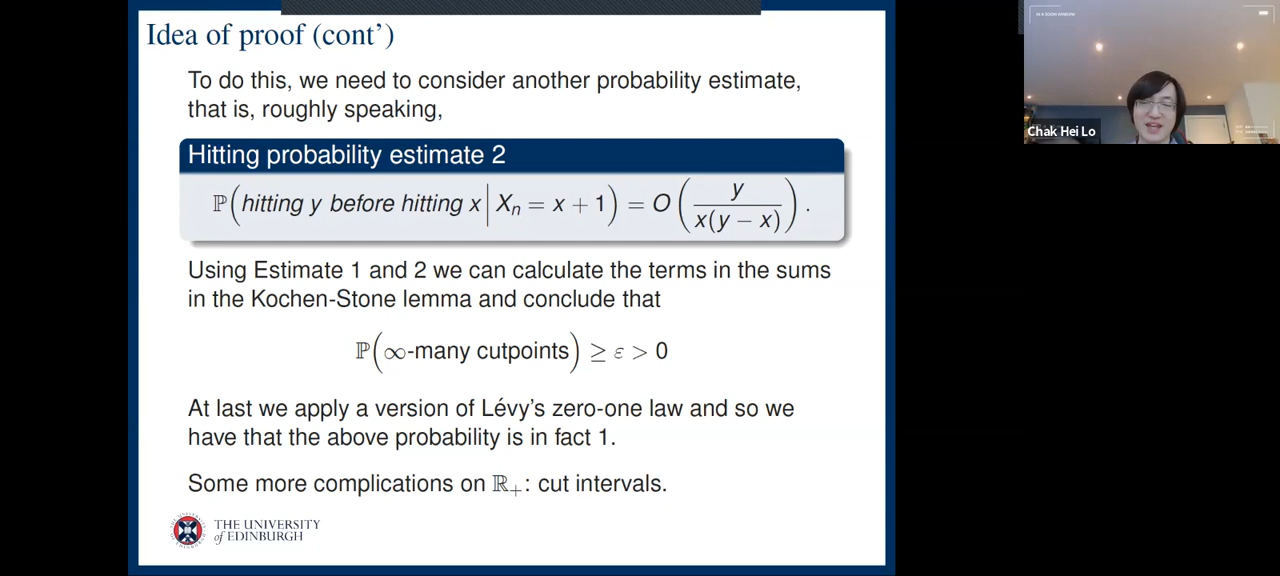 Idea of proof (cont')
To do this, we need to consider another probability estimate,
that is, roughly speaking,
Hitting probability estimate 2
ℙ(hitting y before hitting x | Xₙ = x + 1) = O(y / x(y − x)).
Using Estimate 1 and 2 we can calculate the terms in the sums
in the Kochen-Stone lemma and conclude that
ℙ(∞-many cutpoints) ≥ ε > 0
At last we apply a version of Lévy's zero-one law and so we
have that the above probability is in fact 1.
Some more complications on ℝ₊: cut intervals.
THE UNIVERSITY
of EDINBURGH
Chak Hei Lo